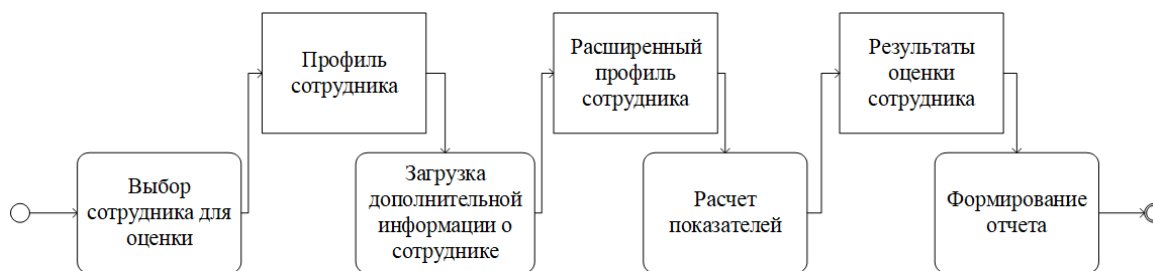 Выбор
сотрудника для
оценки
Профиль
сотрудника
Загрузка
дополнительной
информации о
сотруднике
Расширенный
профиль
сотрудника
Расчет
показателей
Результаты
оценки
сотрудника
Формирование
отчета